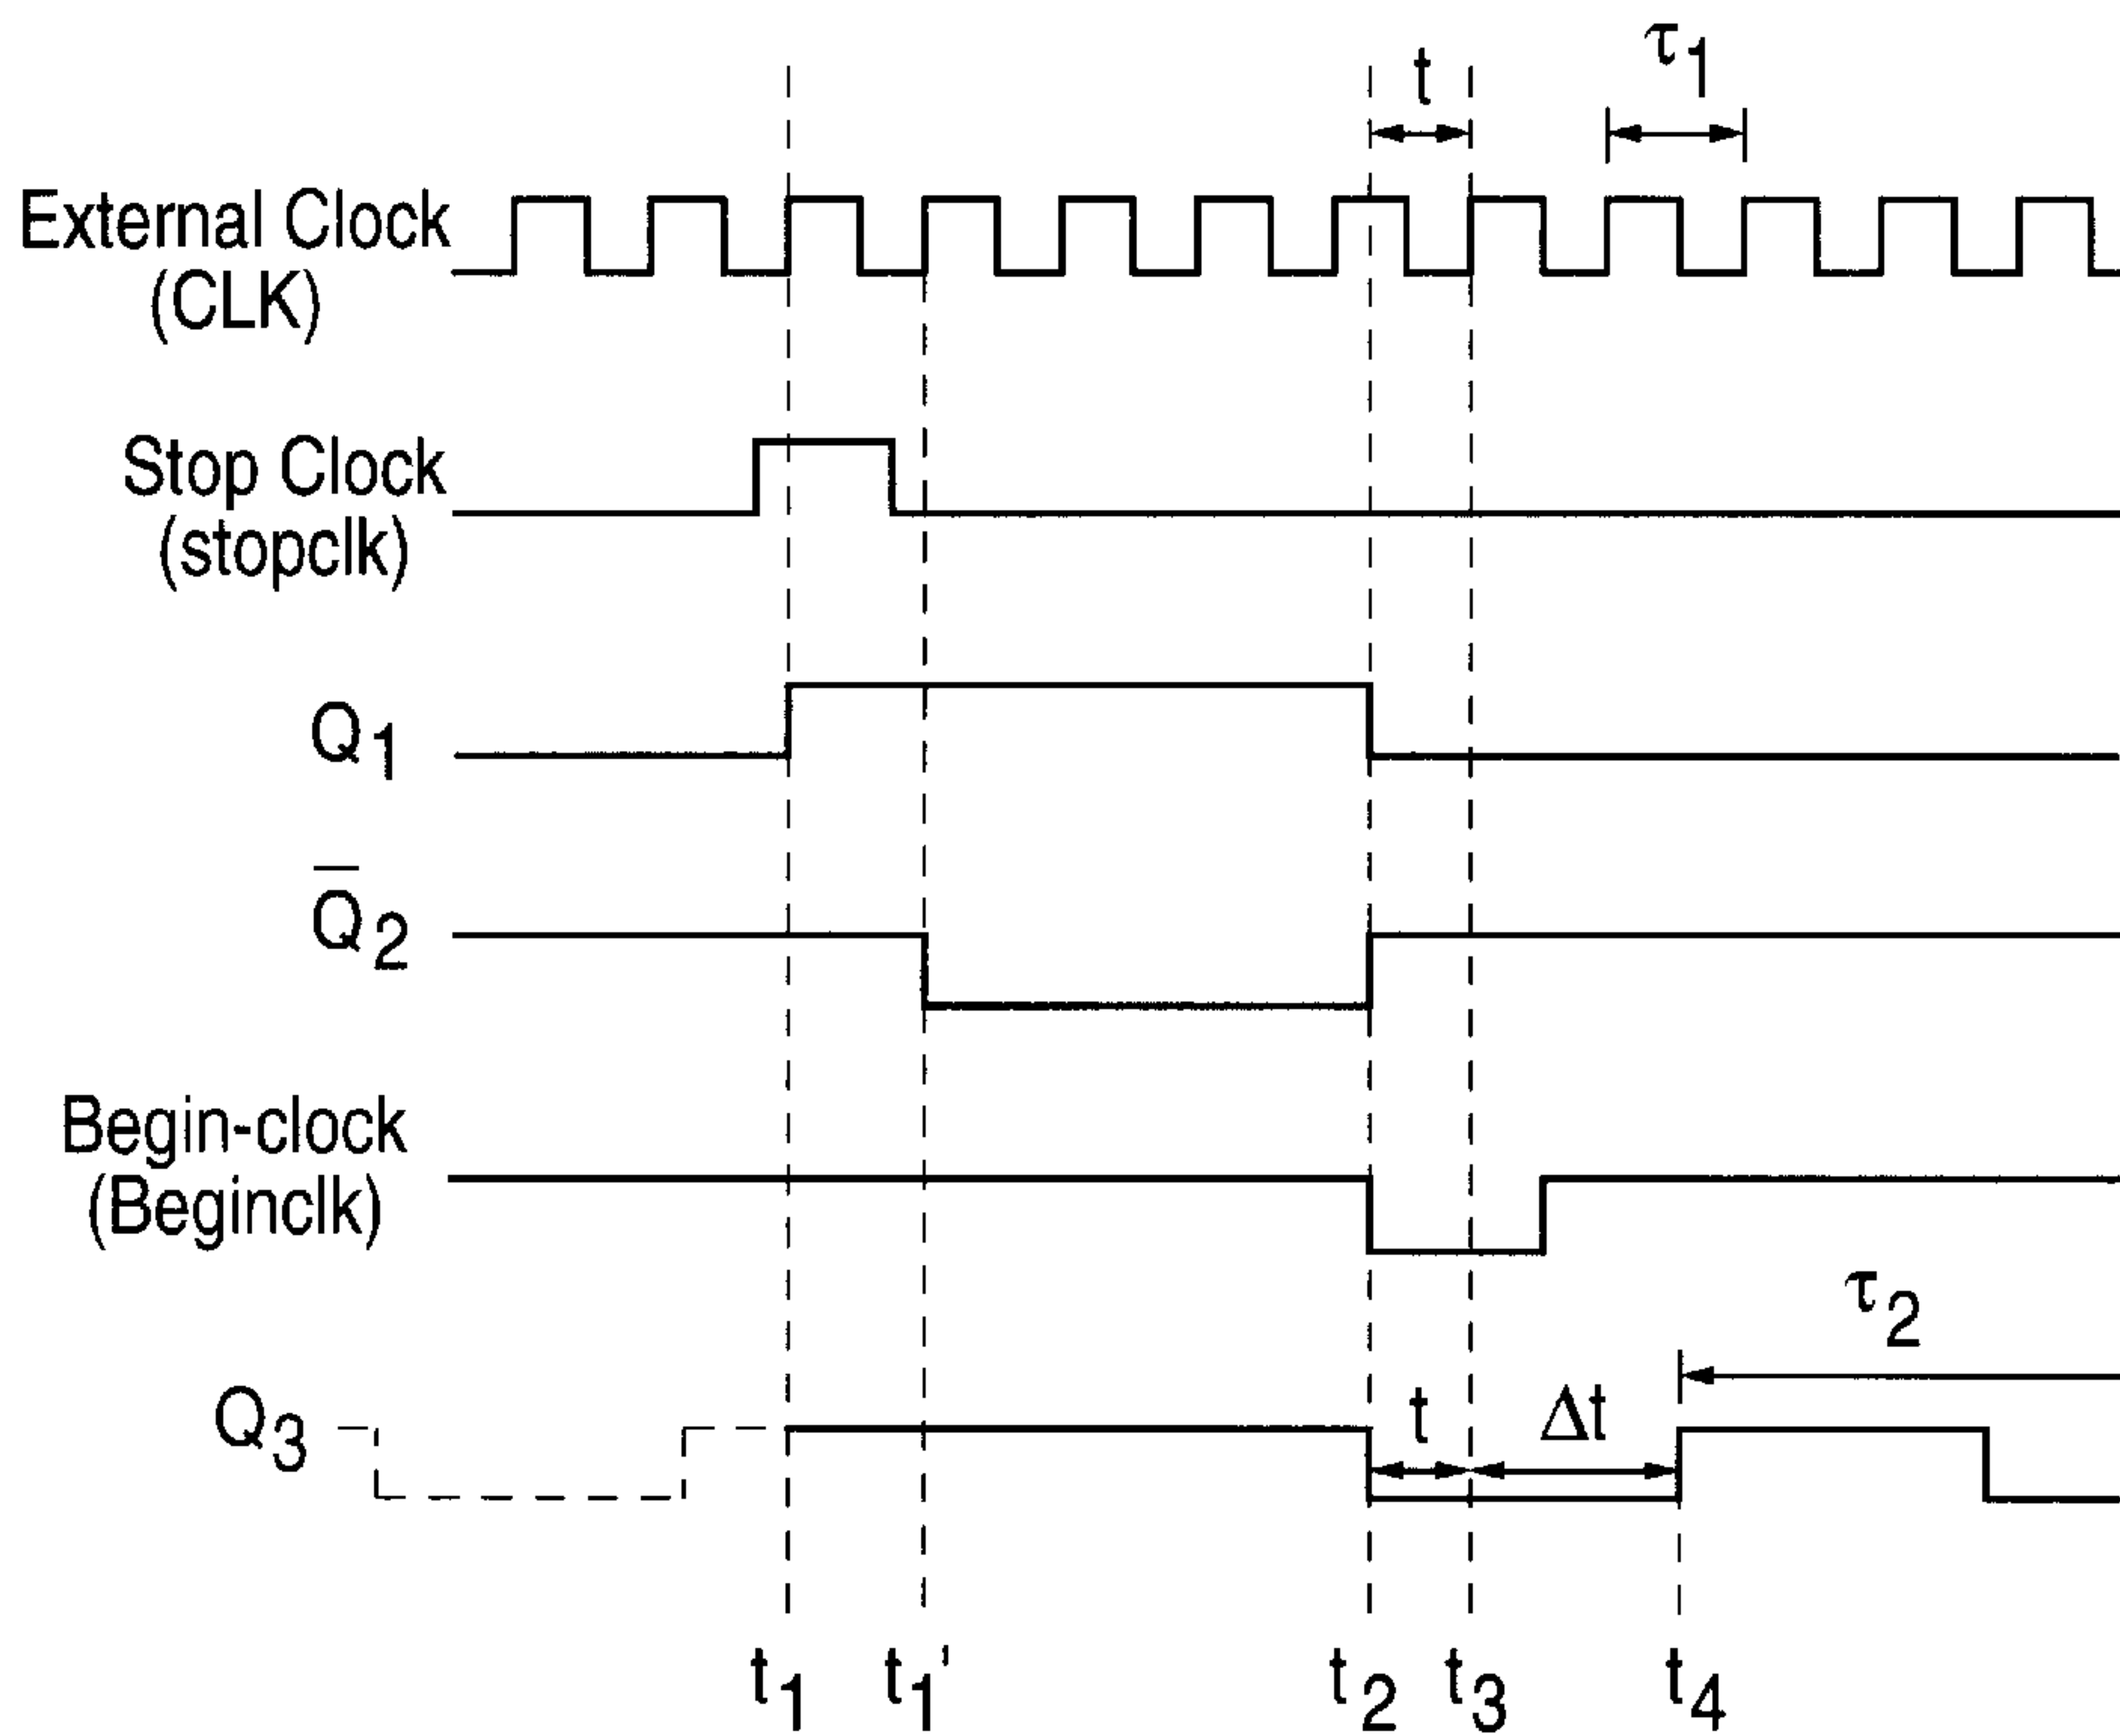 t
τ1
External Clock
(CLK)
Stop Clock
(stopclk)
Q1
Q̅2
Begin-clock
(Beginclk)
τ2
Q3
t
Δt
t1
t1'
t2
t3
t4